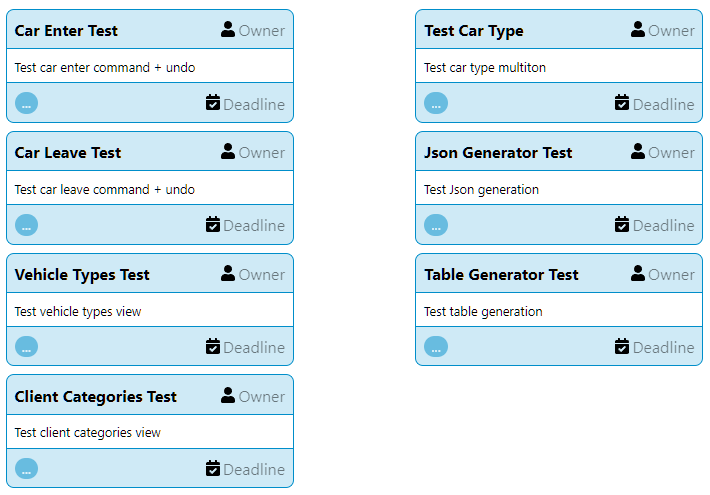 Car Enter Test Owner
Test car enter command + undo
... Deadline
Car Leave Test Owner
Test car leave command + undo
... Deadline
Vehicle Types Test Owner
Test vehicle types view
... Deadline
Client Categories Test Owner
Test client categories view
... Deadline
Test Car Type Owner
Test car type multiton
... Deadline
Json Generator Test Owner
Test Json generation
... Deadline
Table Generator Test Owner
Test table generation
... Deadline